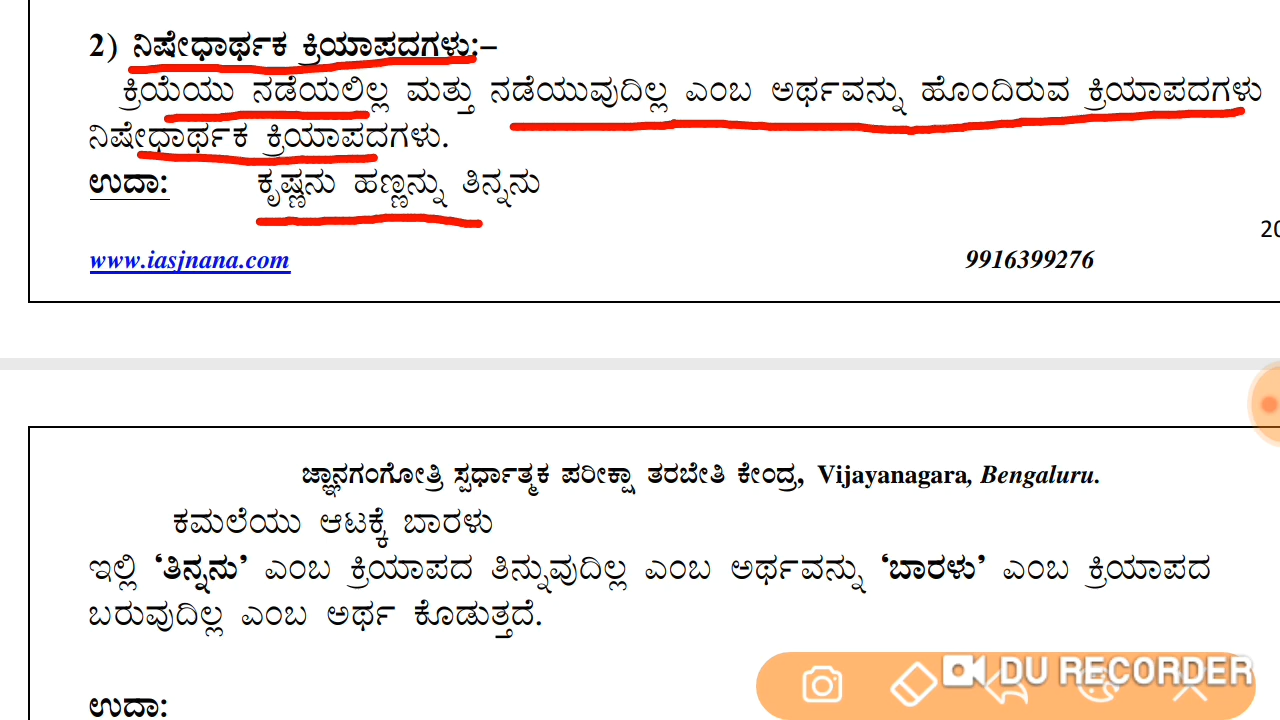 2) ನಿಷೇಧಾರ್ಥಕ ಕ್ರಿಯಾಪದಗಳು:–
ಕ್ರಿಯೆಯು ನಡೆಯಲಿಲ್ಲ ಮತ್ತು ನಡೆಯುವುದಿಲ್ಲ ಎಂಬ ಅರ್ಥವನ್ನು ಹೊಂದಿರುವ ಕ್ರಿಯಾಪದಗಳು
ನಿಷೇಧಾರ್ಥಕ ಕ್ರಿಯಾಪದಗಳು.
ಉದಾ: ಕೃಷ್ಣನು ಹಣ್ಣನ್ನು ತಿನ್ನನು
20
www.iasjnana.com 9916399276
ಜ್ಞಾನಗಂಗೋತ್ರಿ ಸ್ಪರ್ಧಾತ್ಮಕ ಪರೀಕ್ಷಾ ತರಬೇತಿ ಕೇಂದ್ರ, Vijayanagara, Bengaluru.
ಕಮಲೆಯು ಆಟಕ್ಕೆ ಬಾರಳು
ಇಲ್ಲಿ ‘ತಿನ್ನನು’ ಎಂಬ ಕ್ರಿಯಾಪದ ತಿನ್ನುವುದಿಲ್ಲ ಎಂಬ ಅರ್ಥವನ್ನು ‘ಬಾರಳು’ ಎಂಬ ಕ್ರಿಯಾಪದ
ಬರುವುದಿಲ್ಲ ಎಂಬ ಅರ್ಥ ಕೊಡುತ್ತದೆ.
DU RECORDER
ಉದಾ: